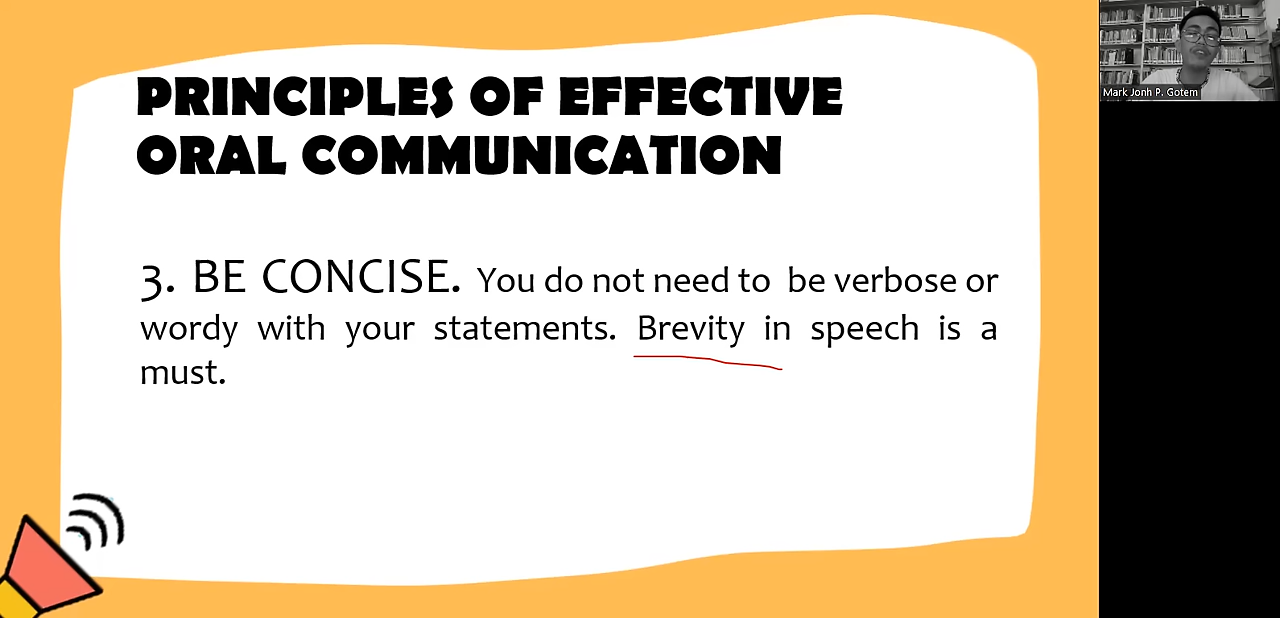 PRINCIPLES OF EFFECTIVE
ORAL COMMUNICATION
3. BE CONCISE. You do not need to be verbose or
wordy with your statements. Brevity in speech is a
must.
Mark Jonh P. Gotem